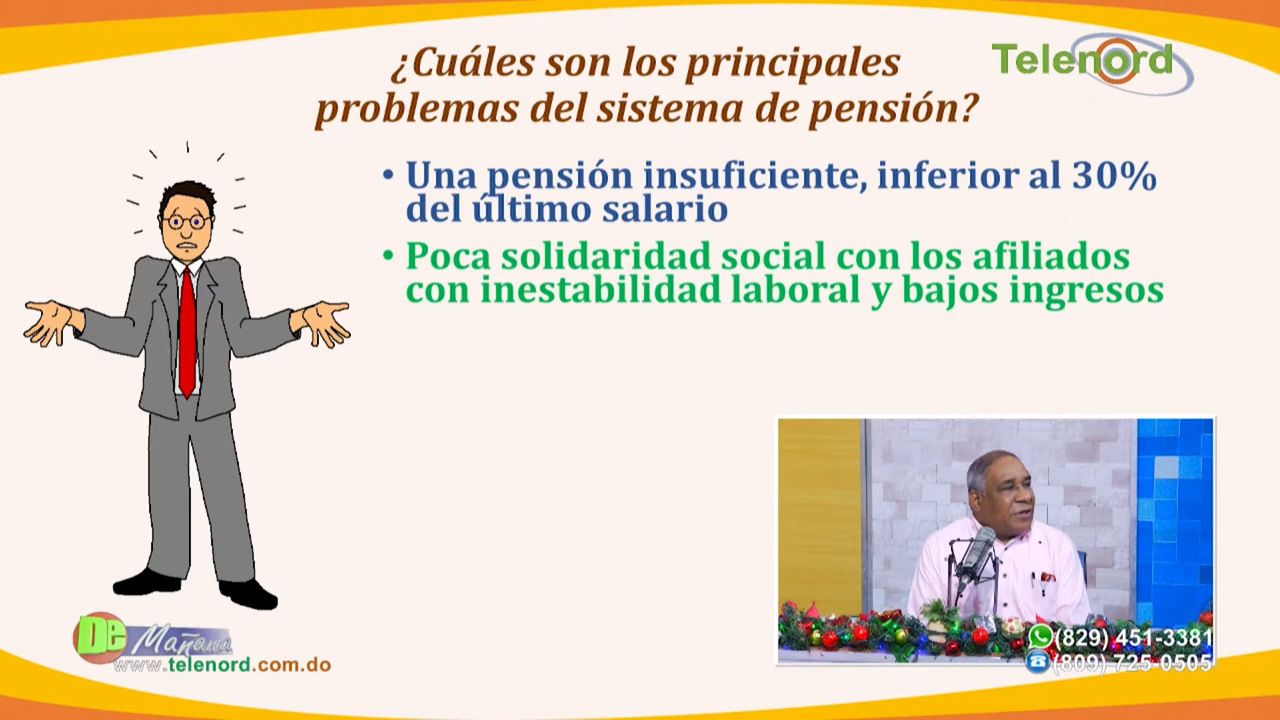 ¿Cuáles son los principales
problemas del sistema de pensión?
Telenord
• Una pensión insuficiente, inferior al 30%
del último salario
• Poca solidaridad social con los afiliados
con inestabilidad laboral y bajos ingresos
De Mañana
www.telenord.com.do
(829) 451-3381
(809) 725-0505